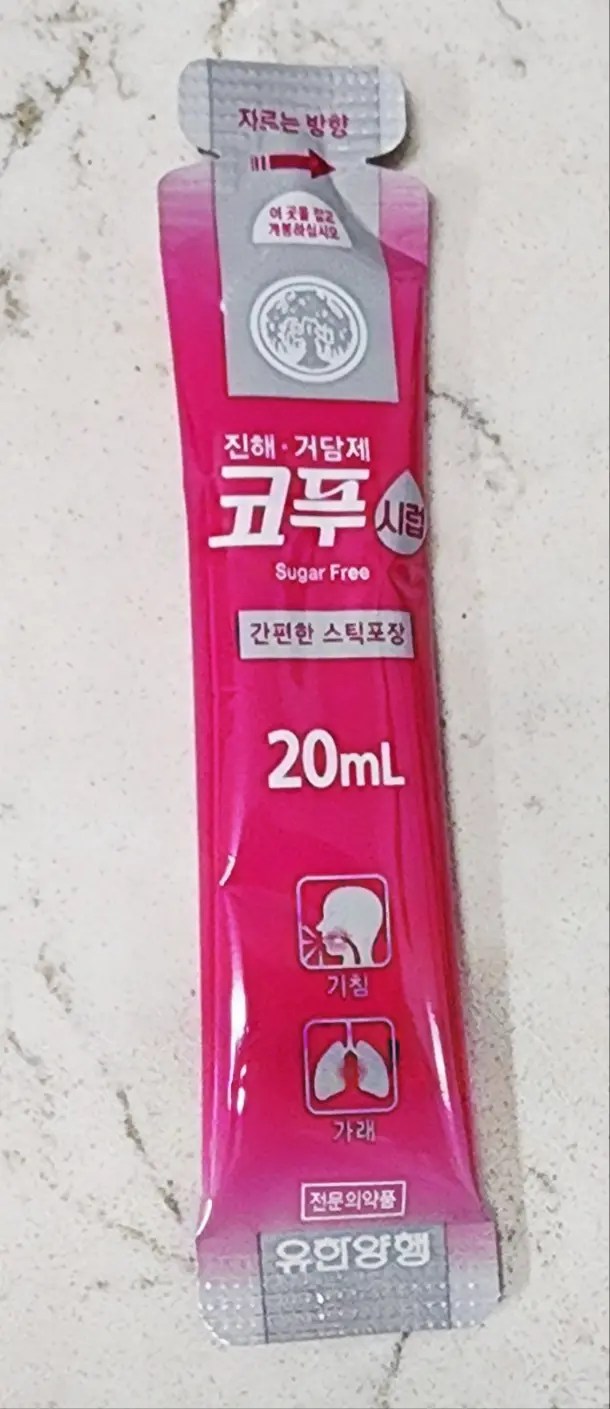 자르는 방향
이 곳을 잡고
개봉하십시오
진해·거담제
코푸 시럽
Sugar Free
간편한 스틱포장
20mL
기침
가래
전문의약품
유한양행